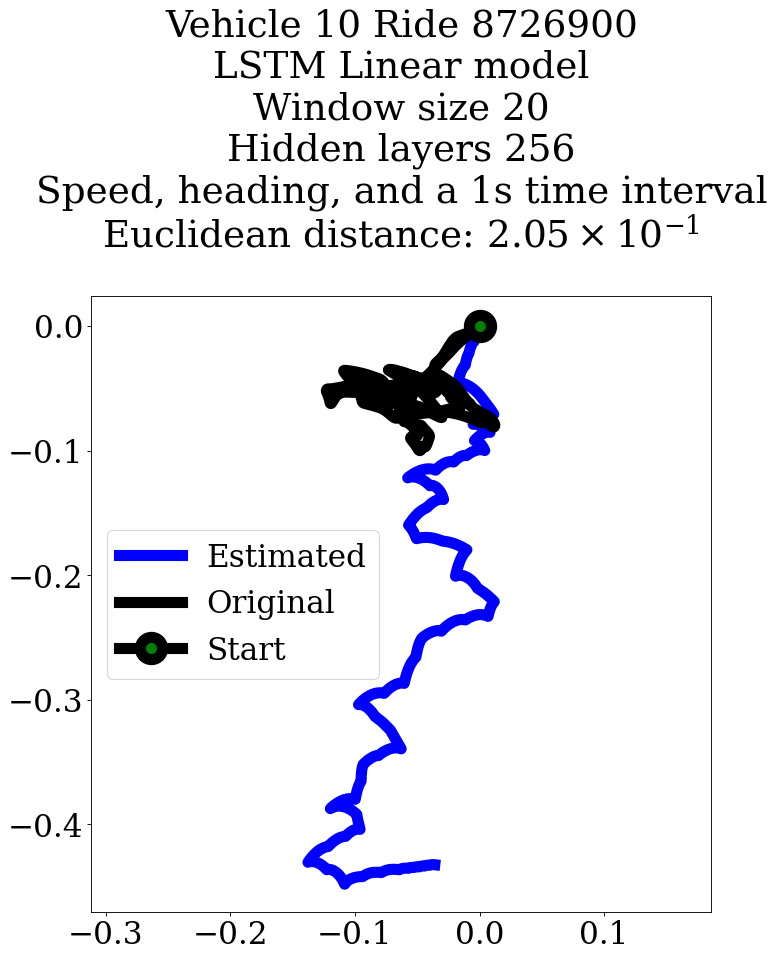 Vehicle 10 Ride 8726900
LSTM Linear model
Window size 20
Hidden layers 256
Speed, heading, and a 1s time interval
Euclidean distance: 2.05 × 10⁻¹
0.0
−0.1
−0.2
−0.3
−0.4
Estimated
Original
Start
−0.3 −0.2 −0.1 0.0 0.1